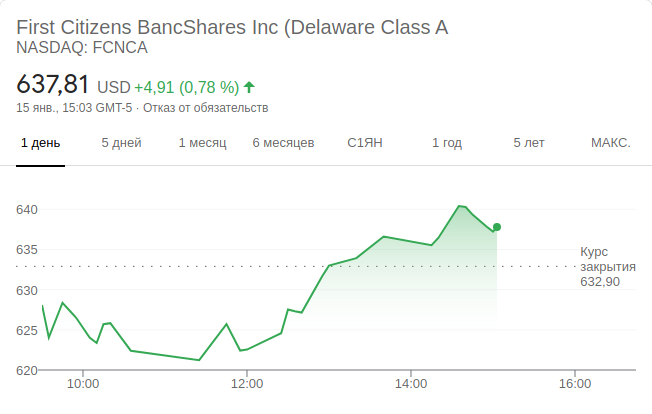 First Citizens BancShares Inc (Delaware Class A
NASDAQ: FCNCA
637,81 USD +4,91 (0,78 %)
15 янв., 15:03 GMT-5 · Отказ от обязательств
1 день 5 дней 1 месяц 6 месяцев С1ЯН 1 год 5 лет МАКС.
640
635
Курс
закрытия
632,90
630
625
620
10:00 12:00 14:00 16:00